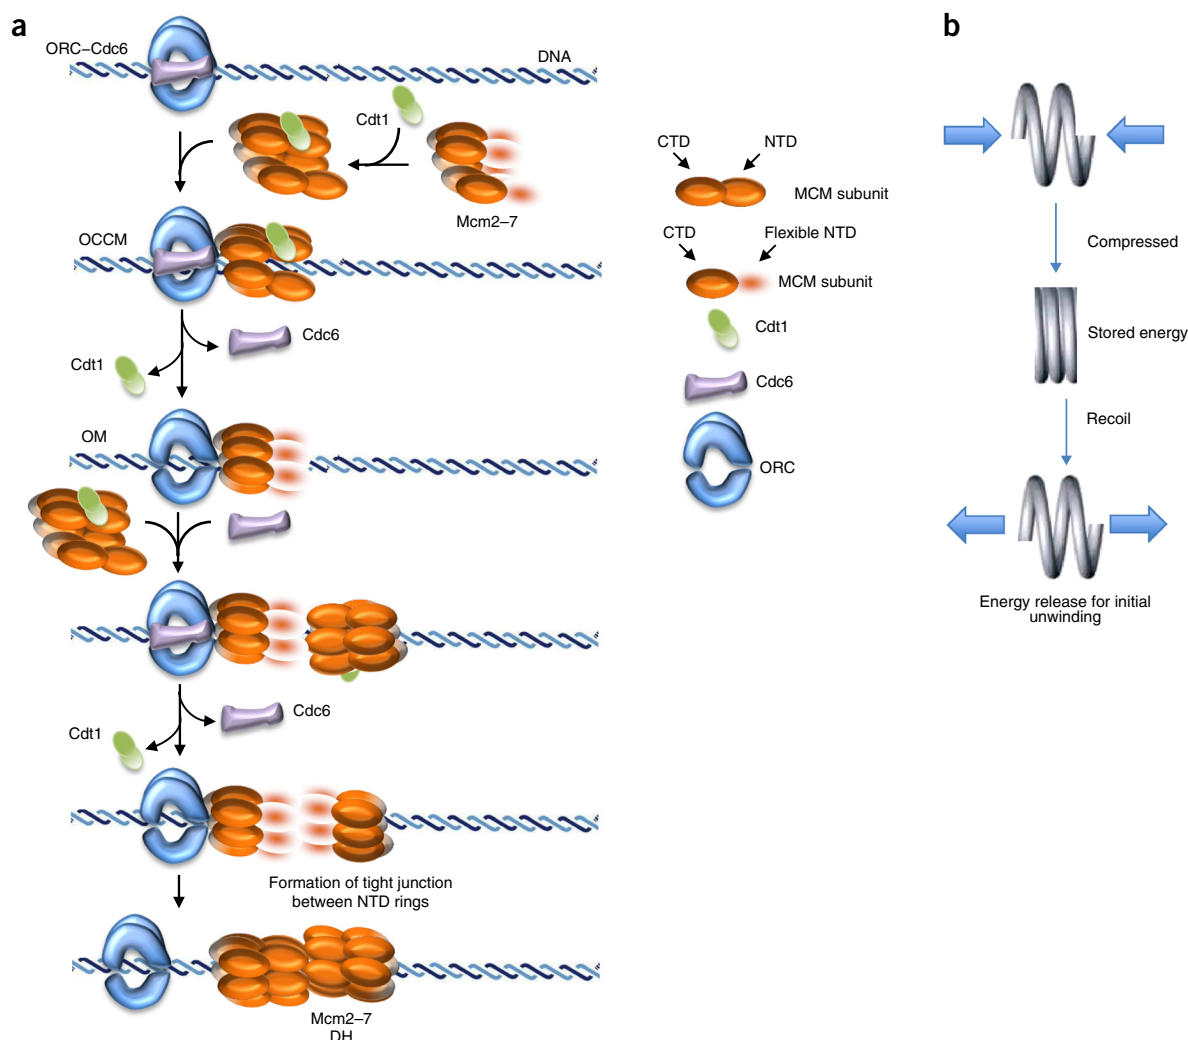 a
ORC–Cdc6
DNA
Cdt1
Mcm2–7
OCCM
Cdc6
Cdt1
OM
Cdc6
Cdt1
Formation of tight junction
between NTD rings
Mcm2–7
DH
CTD
NTD
MCM subunit
CTD
Flexible NTD
MCM subunit
Cdt1
Cdc6
ORC
b
Compressed
Stored energy
Recoil
Energy release for initial
unwinding